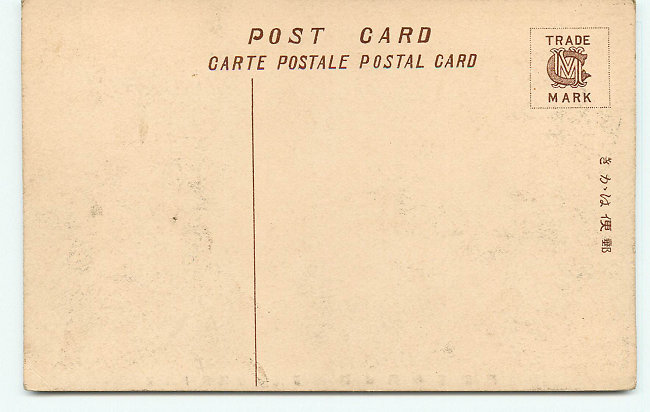 POST CARD
CARTE POSTALE POSTAL CARD
TRADE
MARK
郵便はかき